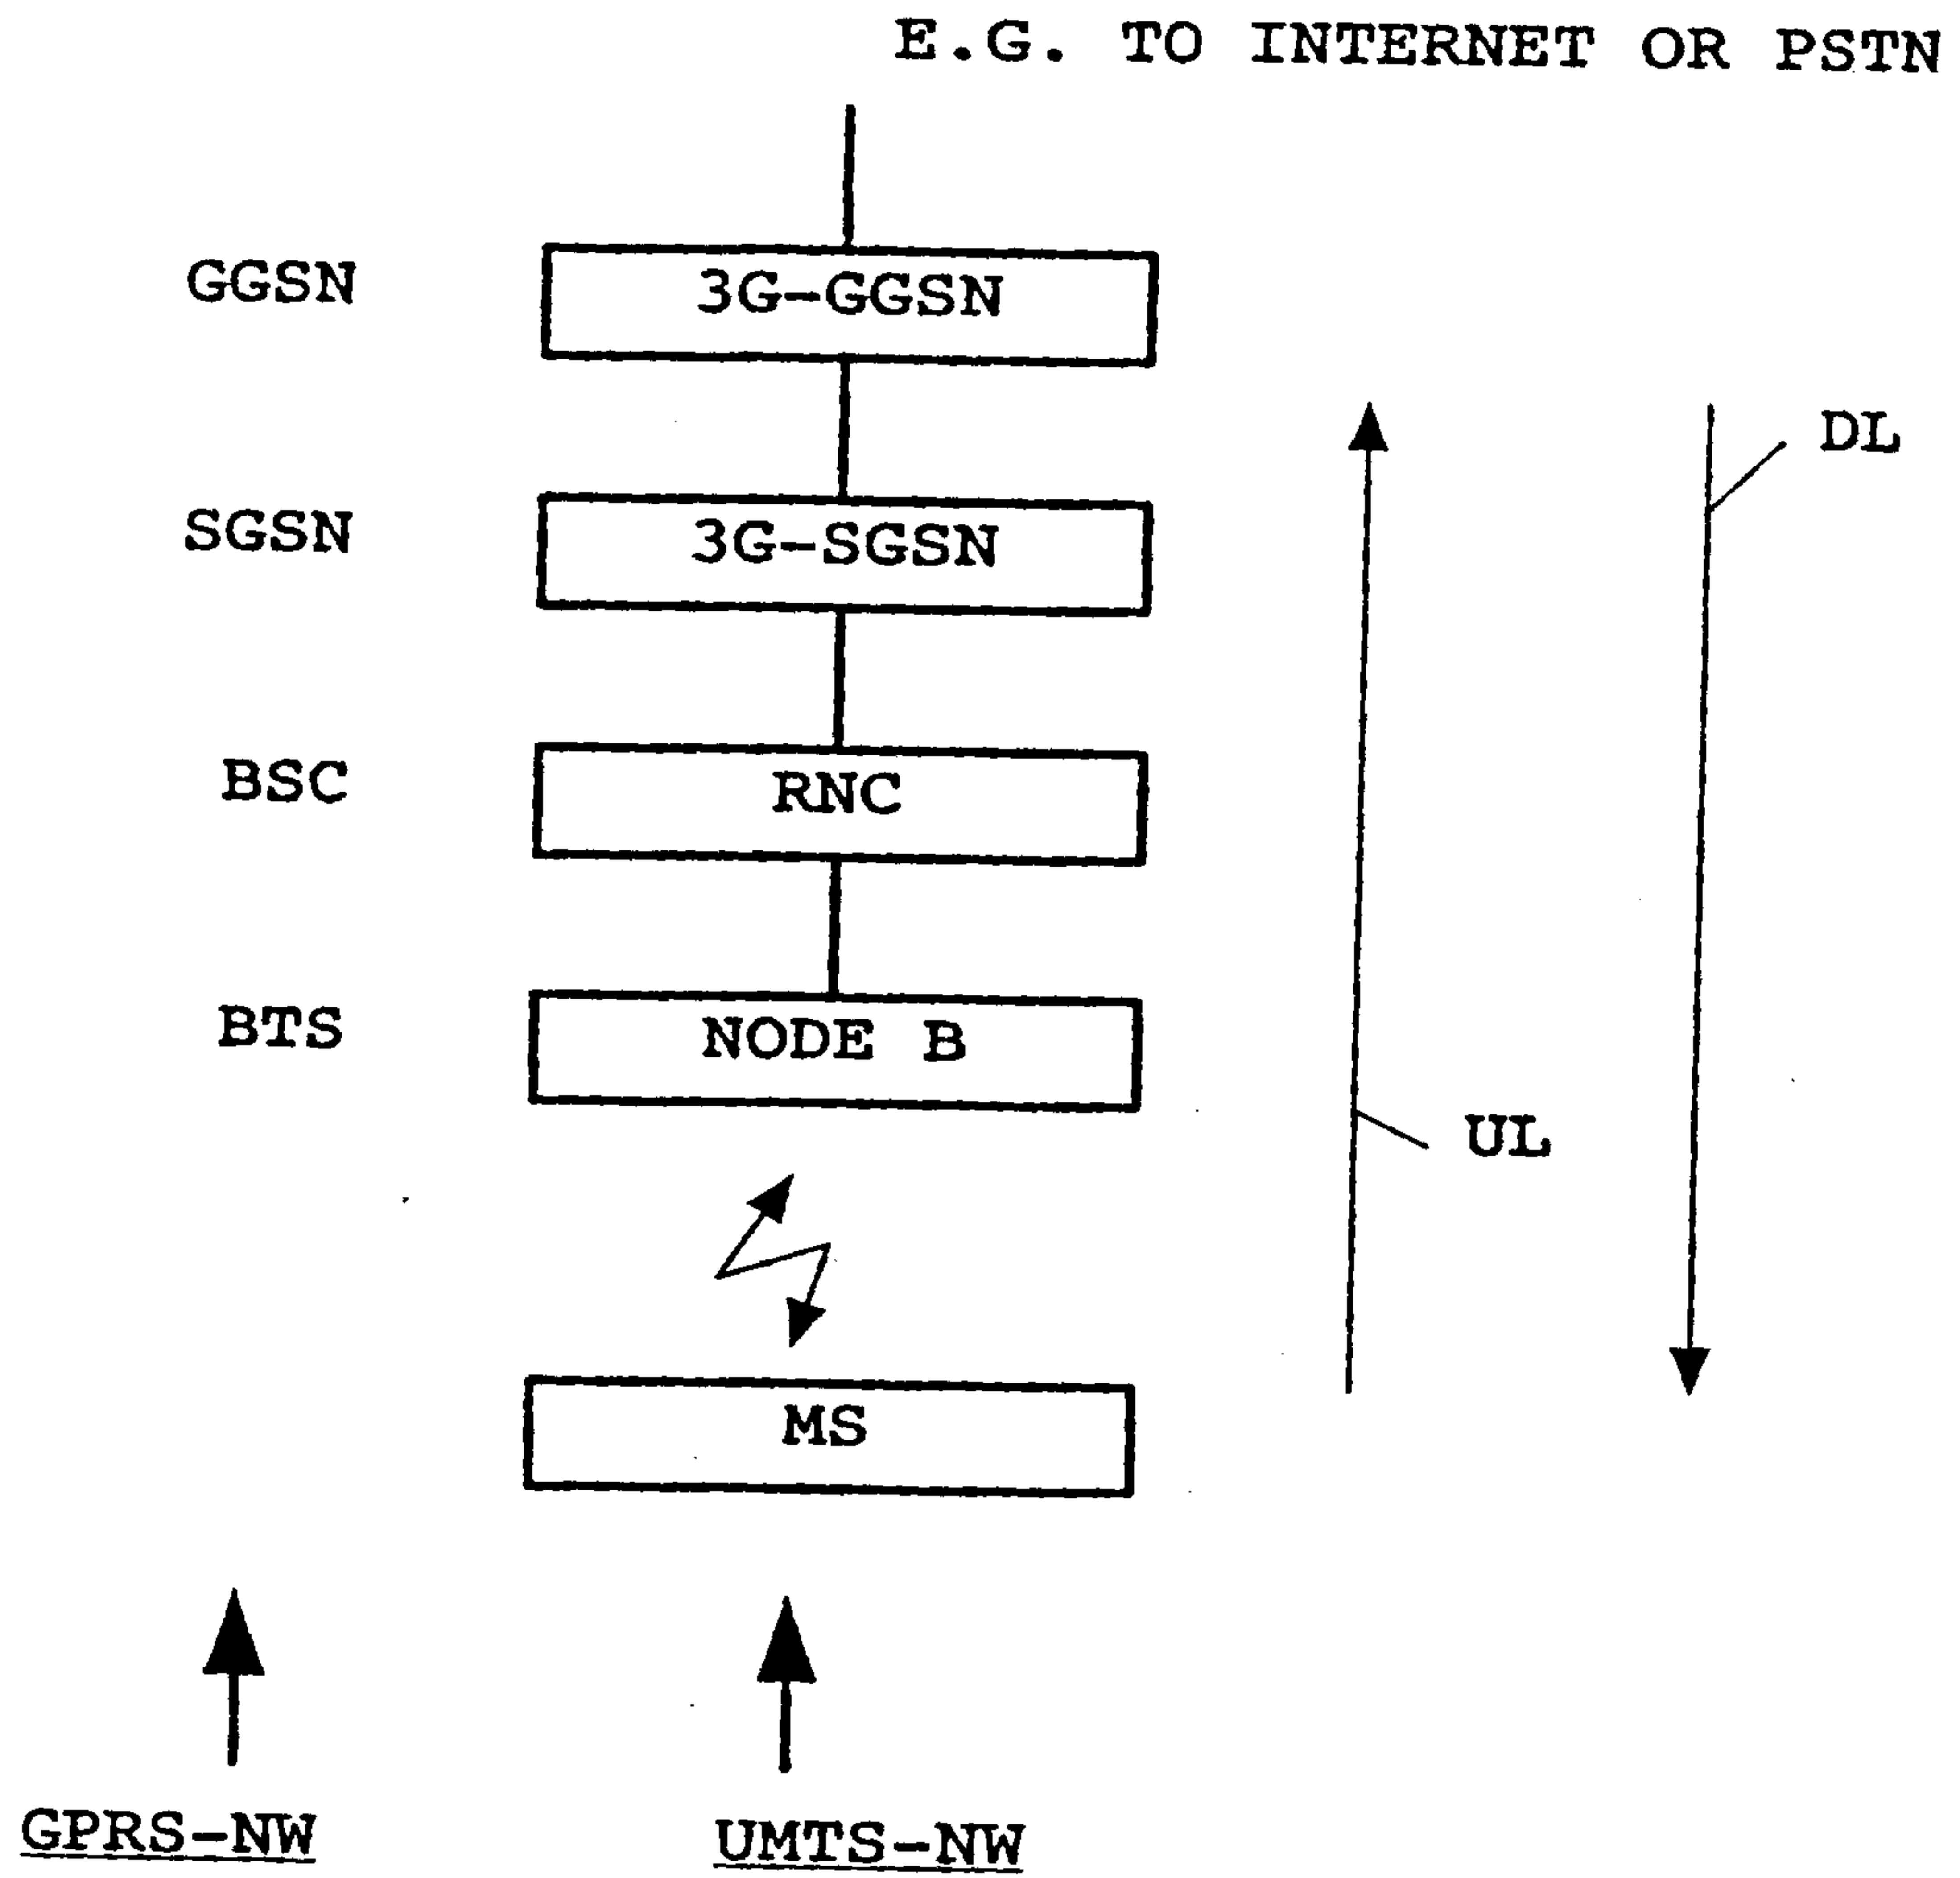 E.G. TO INTERNET OR PSTN
GGSN
3G-GGSN
DL
SGSN
3G-SGSN
BSC
RNC
BTS
NODE B
UL
MS
GPRS-NW
UMTS-NW